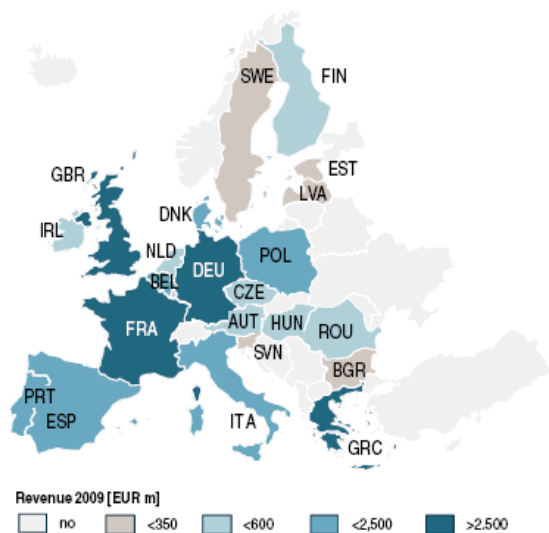 SWE
FIN
GBR
EST
LVA
IRL
DNK
NLD
DEU
POL
BEL
CZE
FRA
AUT
HUN
ROU
SVN
BGR
PRT
ESP
ITA
GRC
Revenue 2009 [EUR m]
no <350 <600 <2,500 >2.500